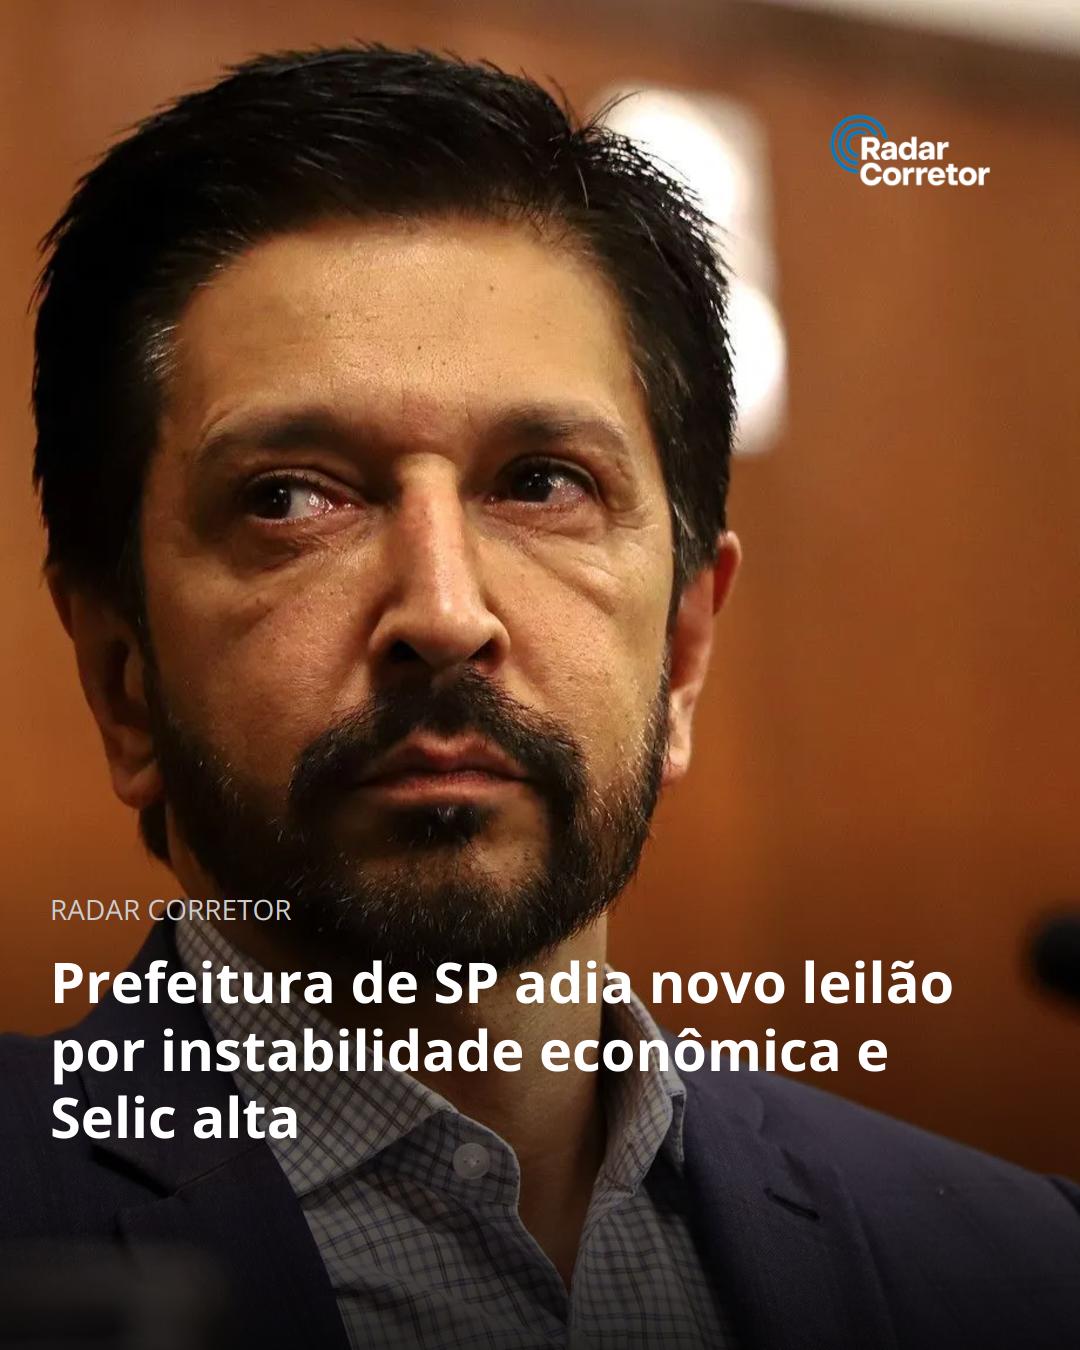 Radar
Corretor
RADAR CORRETOR
Prefeitura de SP adia novo leilão
por instabilidade econômica e
Selic alta